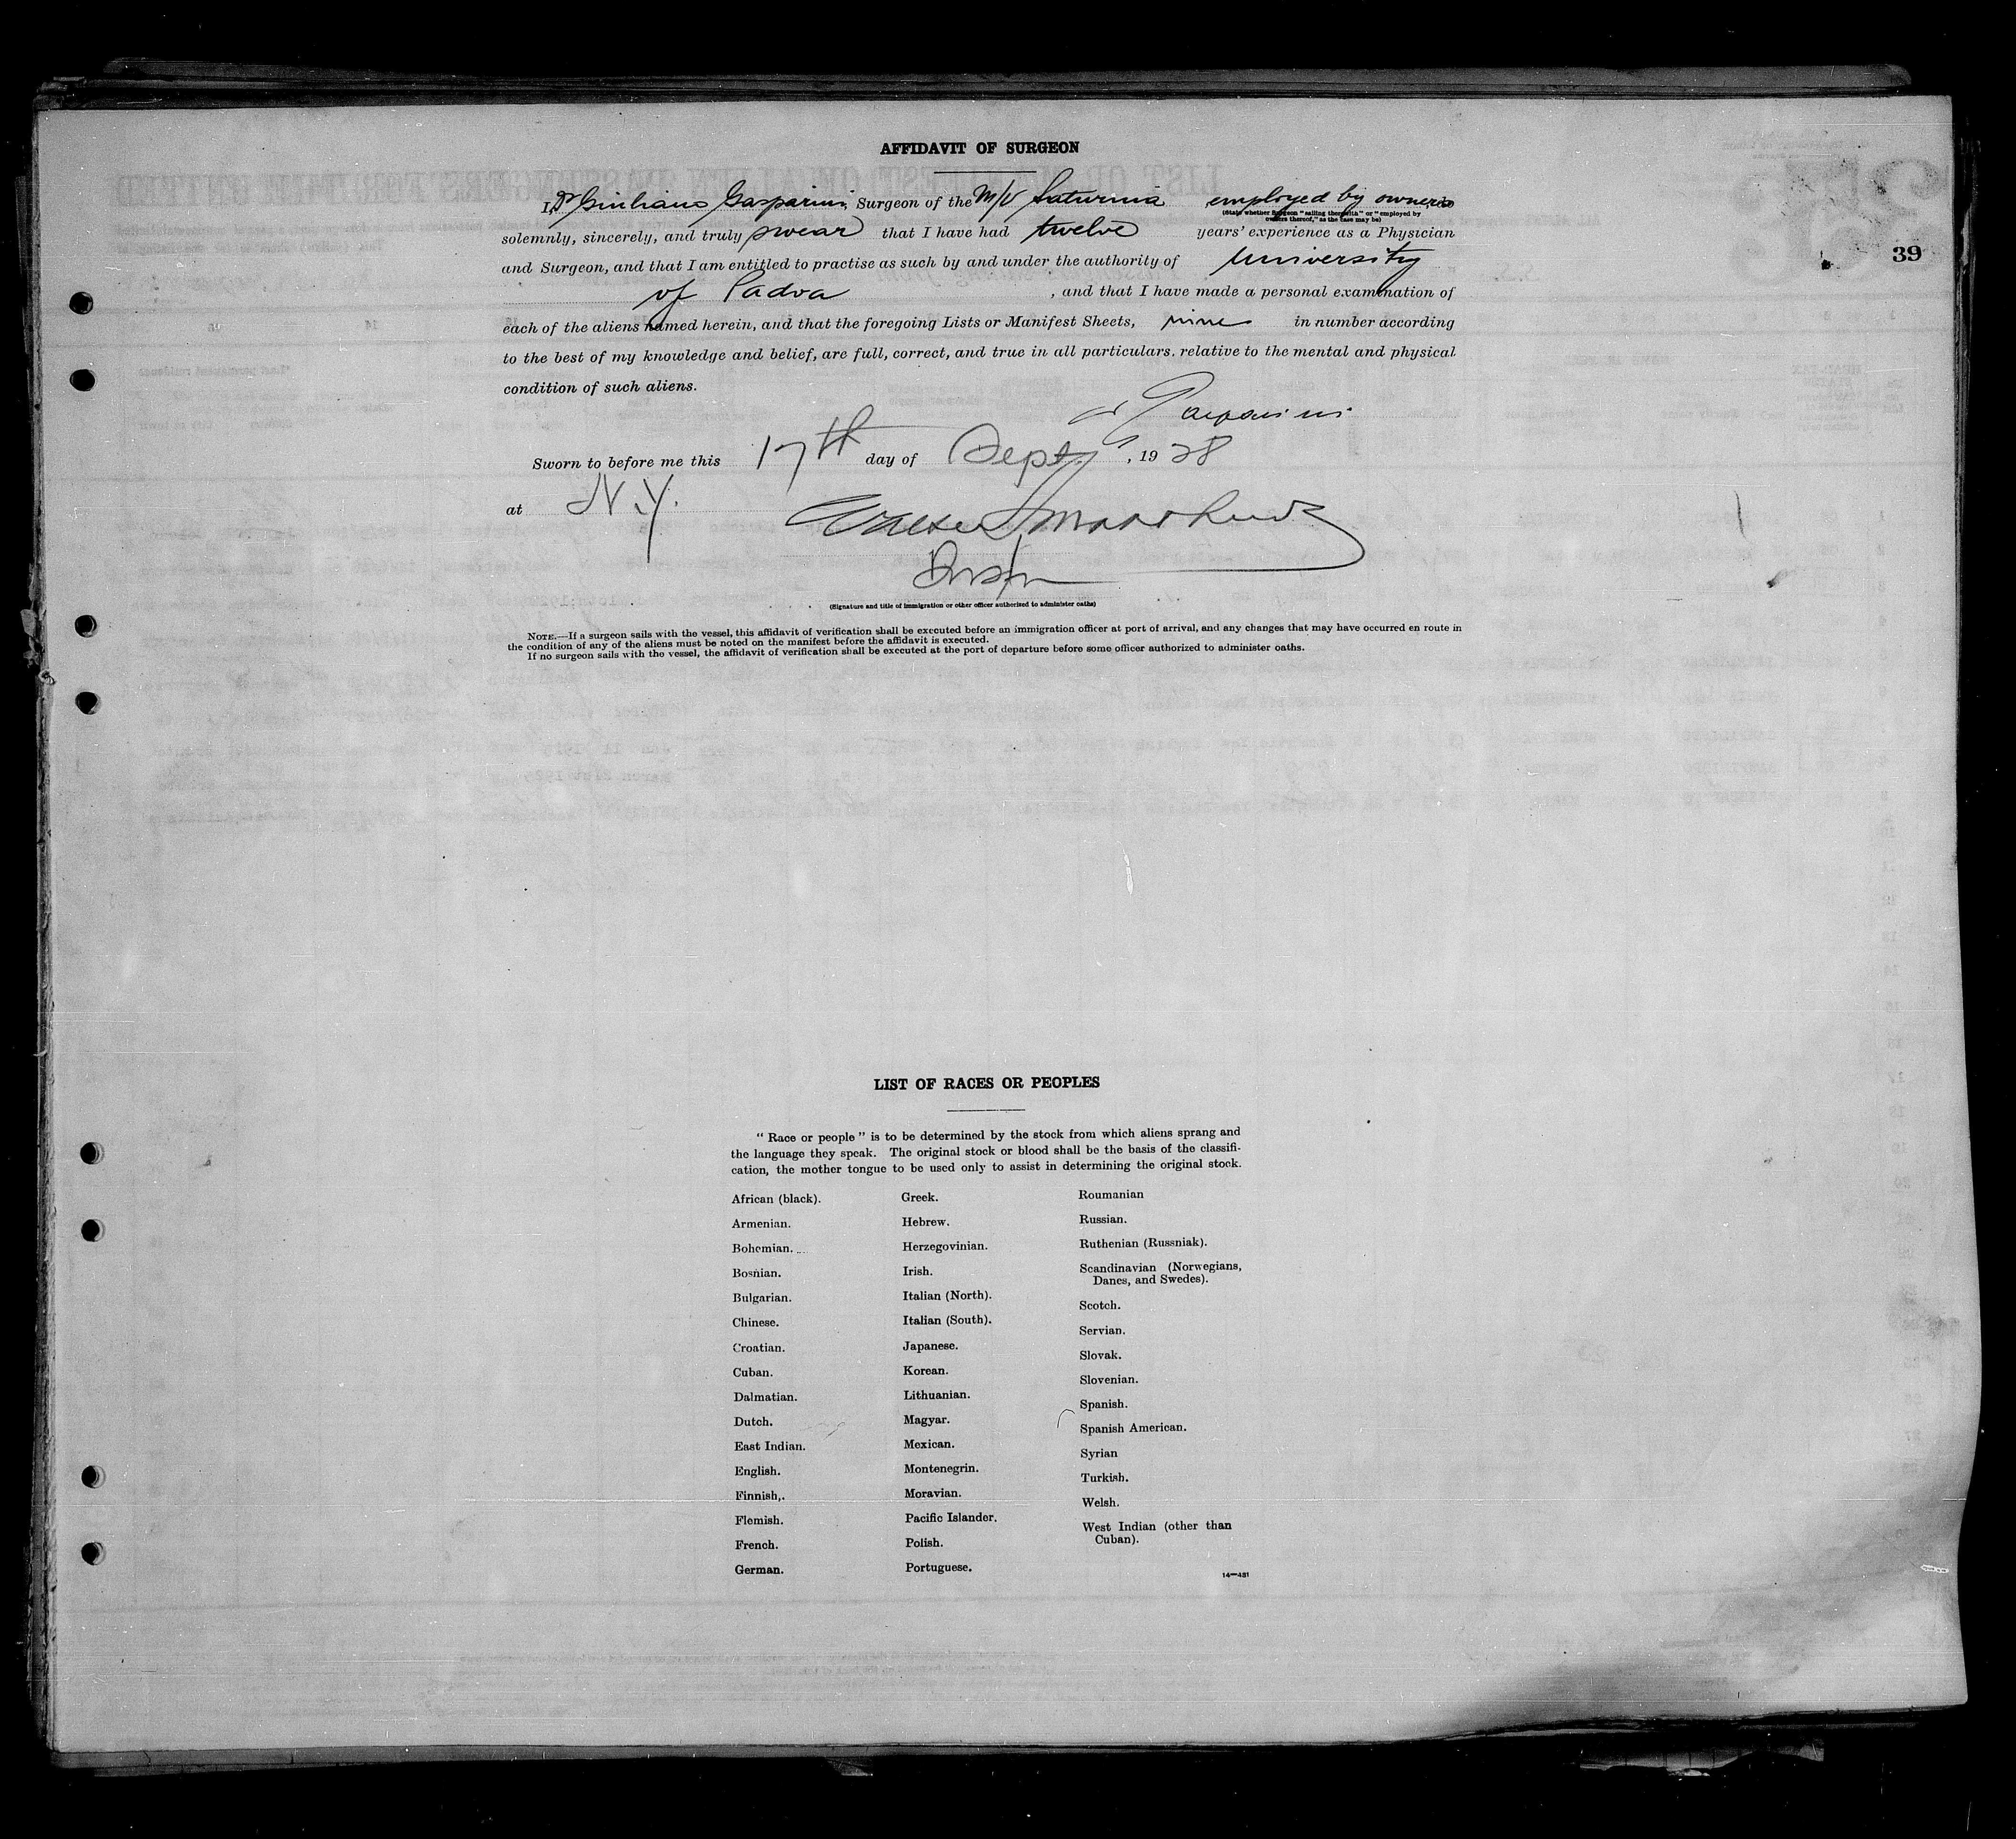 AFFIDAVIT OF SURGEON
I, Dr Giuliano Gasparini, Surgeon of the M/V Saturnia employed by owners
(State whether Surgeon "sailing therewith" or "employed by
owners thereof," as the case may be)
solemnly, sincerely, and truly swear that I have had twelve years' experience as a Physician
39
and Surgeon, and that I am entitled to practise as such by and under the authority of University
of Padva, and that I have made a personal examination of
each of the aliens named herein, and that the foregoing Lists or Manifest Sheets, nine in number according
to the best of my knowledge and belief, are full, correct, and true in all particulars. relative to the mental and physical
condition of such aliens.
Gasparini
Sworn to before me this 17th day of Sept, 1928
at N.Y.
(Signature and title of immigration or other officer authorized to administer oaths)
NOTE.—If a surgeon sails with the vessel, this affidavit of verification shall be executed before an immigration officer at port of arrival, and any changes that may have occurred en route in
the condition of any of the aliens must be noted on the manifest before the affidavit is executed.
If no surgeon sails with the vessel, the affidavit of verification shall be executed at the port of departure before some officer authorized to administer oaths.
LIST OF RACES OR PEOPLES
"Race or people" is to be determined by the stock from which aliens sprang and
the language they speak. The original stock or blood shall be the basis of the classifi-
cation, the mother tongue to be used only to assist in determining the original stock.
African (black).
Armenian.
Bohemian.
Bosnian.
Bulgarian.
Chinese.
Croatian.
Cuban.
Dalmatian.
Dutch.
East Indian.
English.
Finnish,.
Flemish.
French.
German.
Greek.
Hebrew.
Herzegovinian.
Irish.
Italian (North).
Italian (South).
Japanese.
Korean.
Lithuanian.
Magyar.
Mexican.
Montenegrin.
Moravian.
Pacific Islander.
Polish.
Portuguese.
Roumanian
Russian.
Ruthenian (Russniak).
Scandinavian (Norwegians,
Danes, and Swedes).
Scotch.
Servian.
Slovak.
Slovenian.
Spanish.
Spanish American.
Syrian
Turkish.
Welsh.
West Indian (other than
Cuban).
14—431